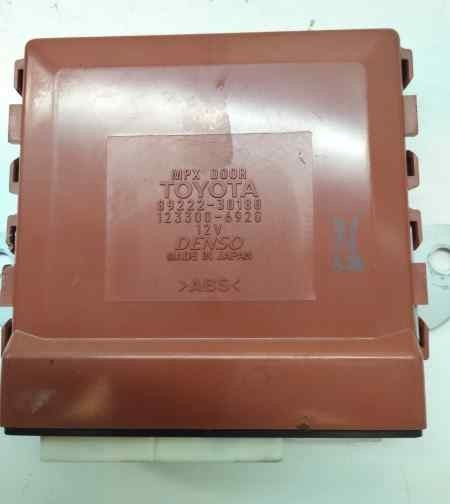 MPX DOOR
TOYOTA
89222-30180
123300-6920
12V
DENSO
MADE IN JAPAN
>ABS<